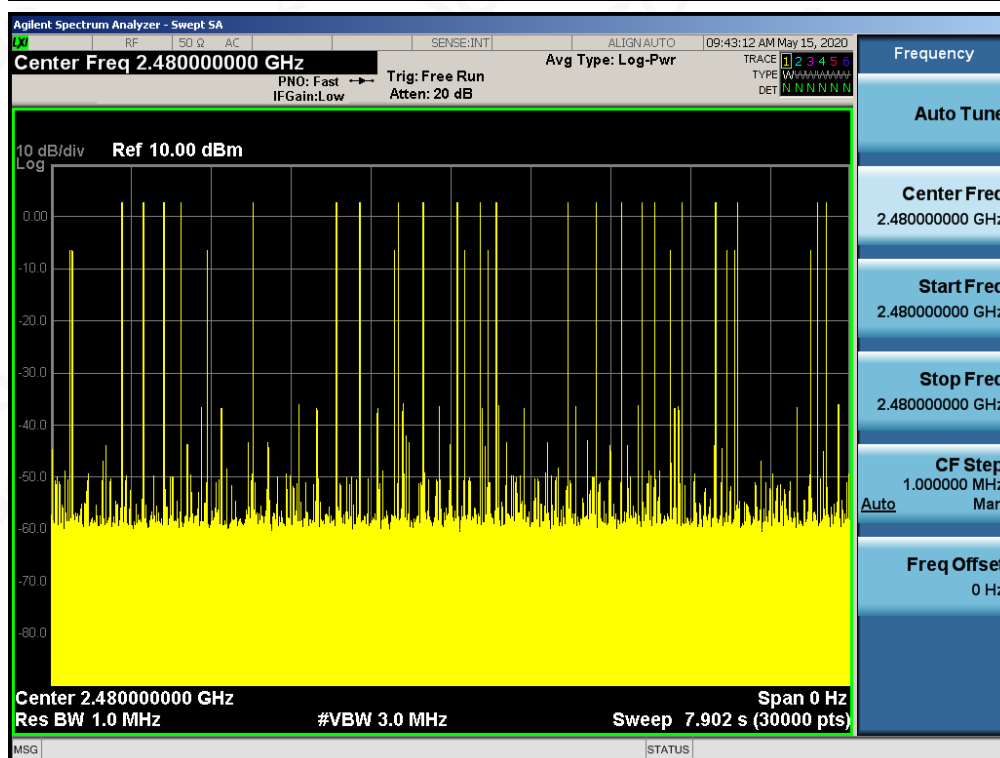 Agilent Spectrum Analyzer - Swept SA
LXI RF 50 Ω AC SENSE:INT ALIGN AUTO 09:43:12 AM May 15, 2020
Center Freq 2.480000000 GHz
PNO: Fast
IFGain:Low
Trig: Free Run
Atten: 20 dB
Avg Type: Log-Pwr
TRACE 1 2 3 4 5 6
TYPE WWWWWW
DET N N N N N N
10 dB/div Ref 10.00 dBm
Log
0.00
-10.0
-20.0
-30.0
-40.0
-50.0
-60.0
-70.0
-80.0
Center 2.480000000 GHz Span 0 Hz
Res BW 1.0 MHz #VBW 3.0 MHz Sweep 7.902 s (30000 pts)
MSG STATUS
Frequency
Auto Tune
Center Freq
2.480000000 GHz
Start Freq
2.480000000 GHz
Stop Freq
2.480000000 GHz
CF Step
1.000000 MHz
Auto Man
Freq Offset
0 Hz